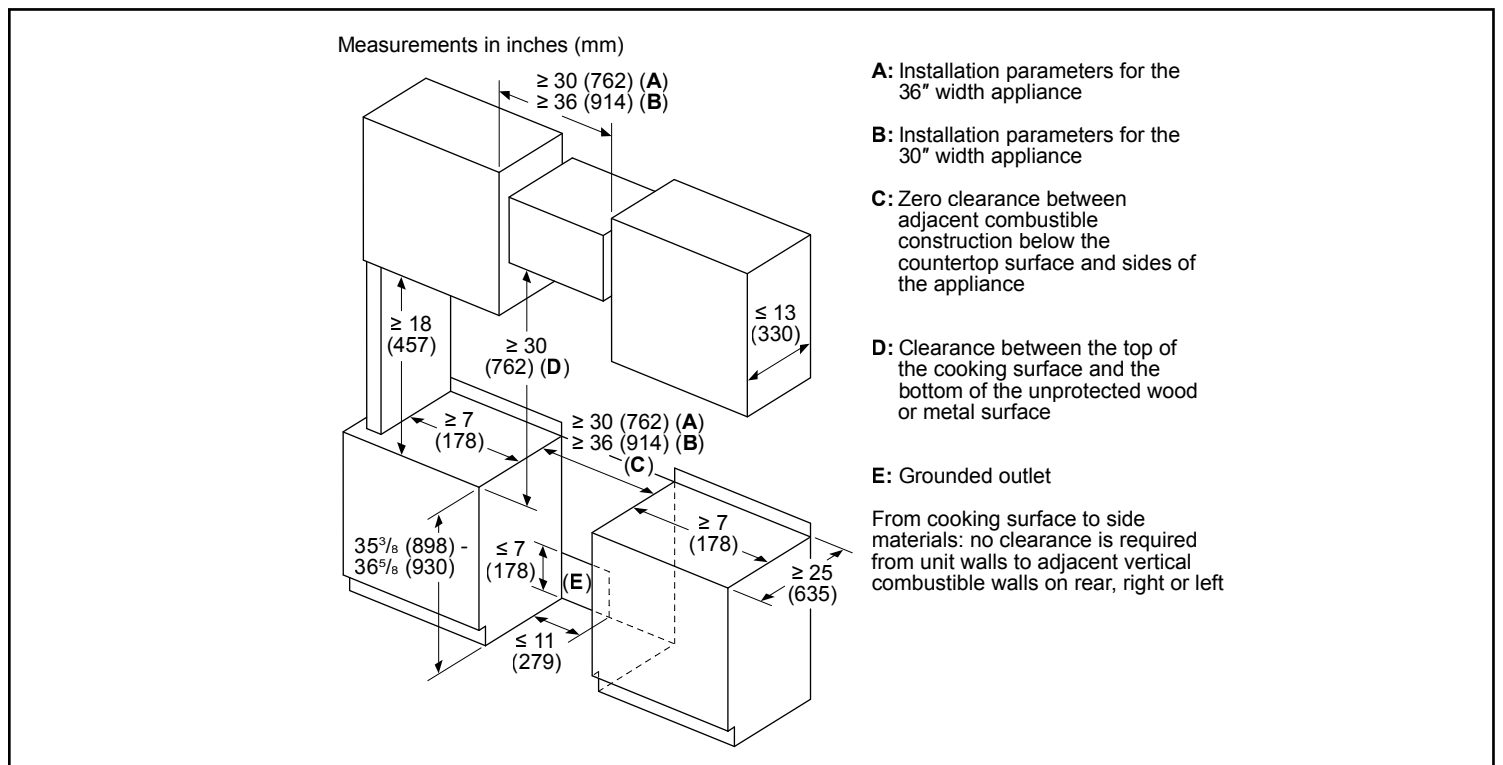 Measurements in inches (mm)
≥ 30 (762) (A)
≥ 36 (914) (B)
≥ 18
(457)
≥ 30
(762) (D)
≤ 13
(330)
≥ 7
(178)
≥ 30 (762) (A)
≥ 36 (914) (B)
(C)
≥ 7
(178)
35³/₈ (898) -
36⁵/₈ (930)
≤ 7
(178)
(E)
≥ 25
(635)
≤ 11
(279)
A: Installation parameters for the
36″ width appliance
B: Installation parameters for the
30″ width appliance
C: Zero clearance between
adjacent combustible
construction below the
countertop surface and sides of
the appliance
D: Clearance between the top of
the cooking surface and the
bottom of the unprotected wood
or metal surface
E: Grounded outlet
From cooking surface to side
materials: no clearance is required
from unit walls to adjacent vertical
combustible walls on rear, right or left